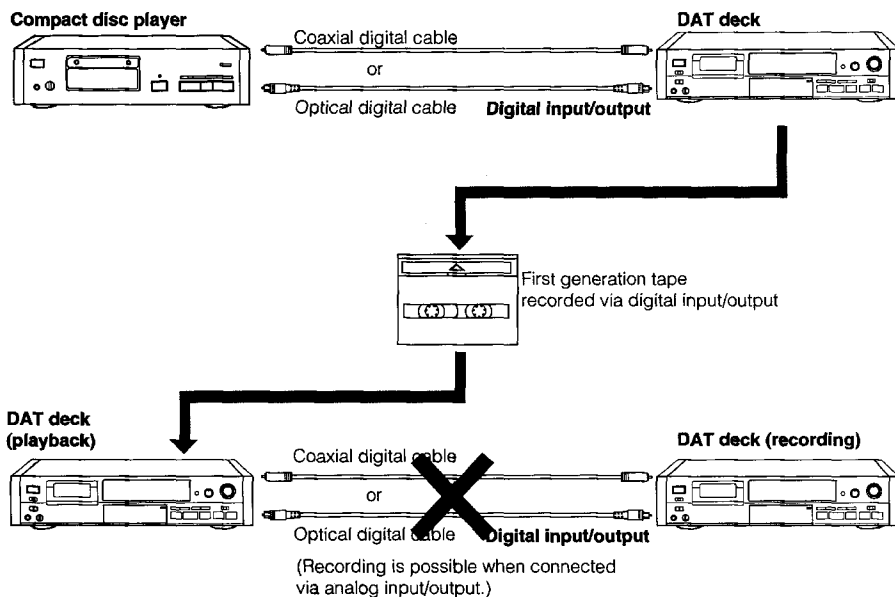 Compact disc player
DAT deck
Coaxial digital cable
or
Optical digital cable
Digital input/output
First generation tape
recorded via digital input/output
DAT deck
(playback)
DAT deck (recording)
Coaxial digital cable
or
Optical digital cable
Digital input/output
(Recording is possible when connected
via analog input/output.)